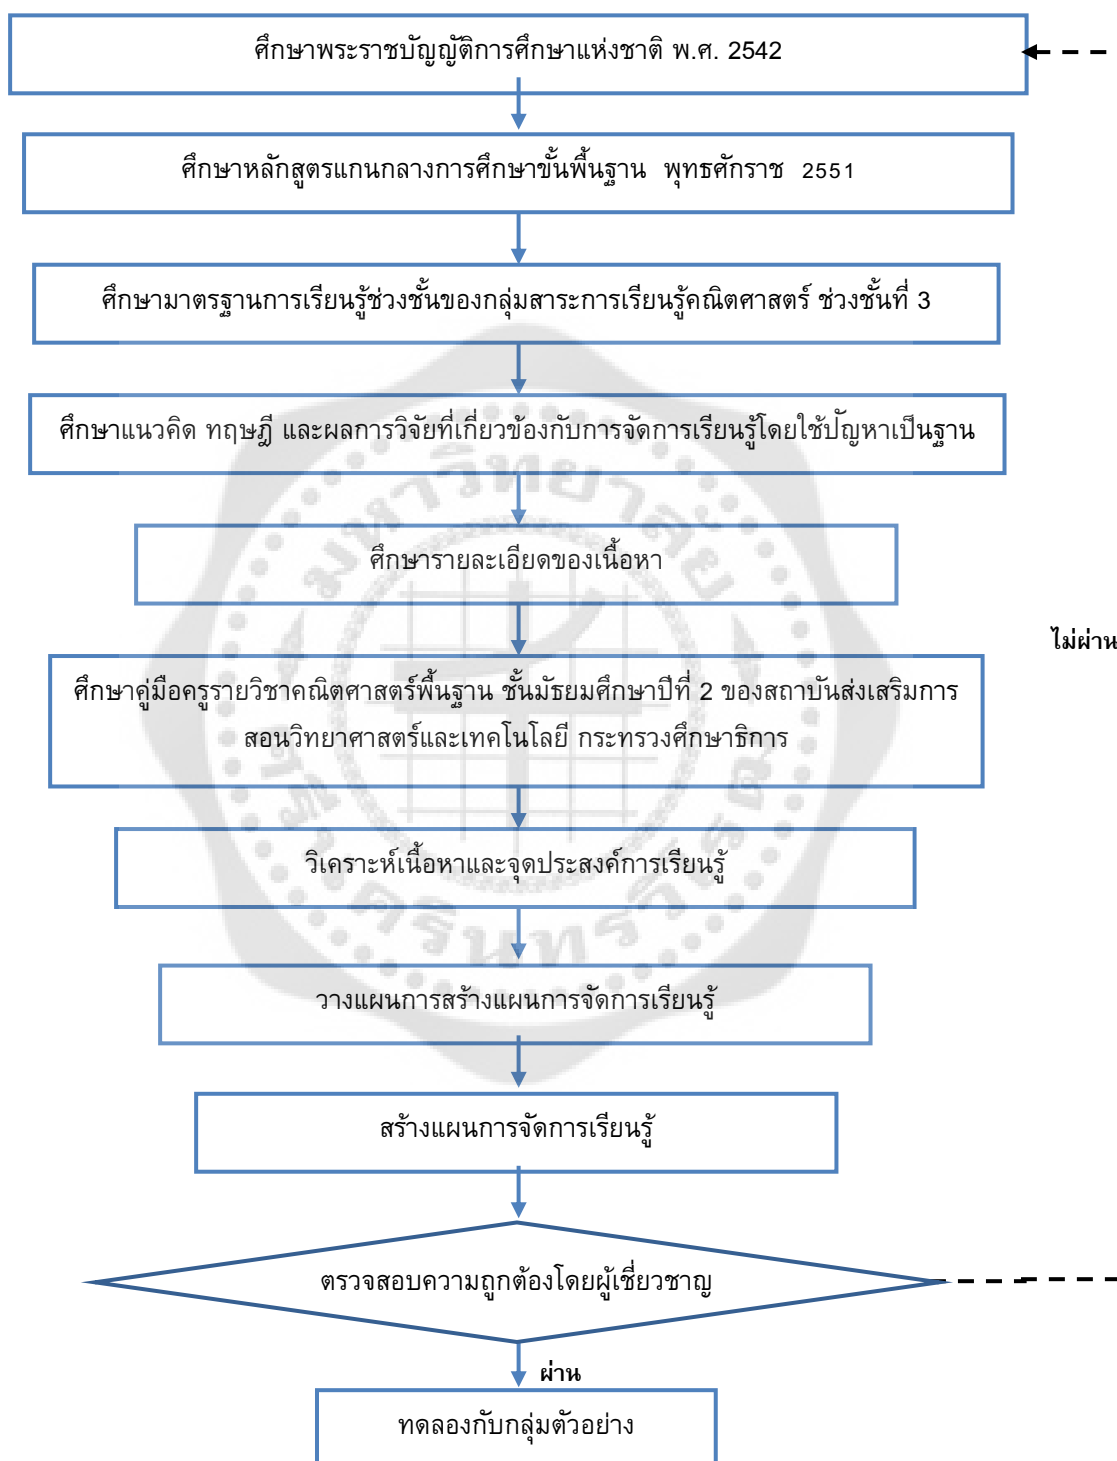 ศึกษาพระราชบัญญัติการศึกษาแห่งชาติ พ.ศ. 2542
ศึกษาหลักสูตรแกนกลางการศึกษาขั้นพื้นฐาน พุทธศักราช 2551
ศึกษามาตรฐานการเรียนรู้ช่วงชั้นของกลุ่มสาระการเรียนรู้คณิตศาสตร์ ช่วงชั้นที่ 3
ศึกษาแนวคิด ทฤษฎี และผลการวิจัยที่เกี่ยวข้องกับการจัดการเรียนรู้โดยใช้ปัญหาเป็นฐาน
ศึกษารายละเอียดของเนื้อหา
ไม่ผ่าน
ศึกษาคู่มือครูรายวิชาคณิตศาสตร์พื้นฐาน ชั้นมัธยมศึกษาปีที่ 2 ของสถาบันส่งเสริมการ
สอนวิทยาศาสตร์และเทคโนโลยี กระทรวงศึกษาธิการ
วิเคราะห์เนื้อหาและจุดประสงค์การเรียนรู้
วางแผนการสร้างแผนการจัดการเรียนรู้
สร้างแผนการจัดการเรียนรู้
ตรวจสอบความถูกต้องโดยผู้เชี่ยวชาญ
ผ่าน
ทดลองกับกลุ่มตัวอย่าง
มหาวิทยาลัย
ศรีนครินทรวิโรฒ